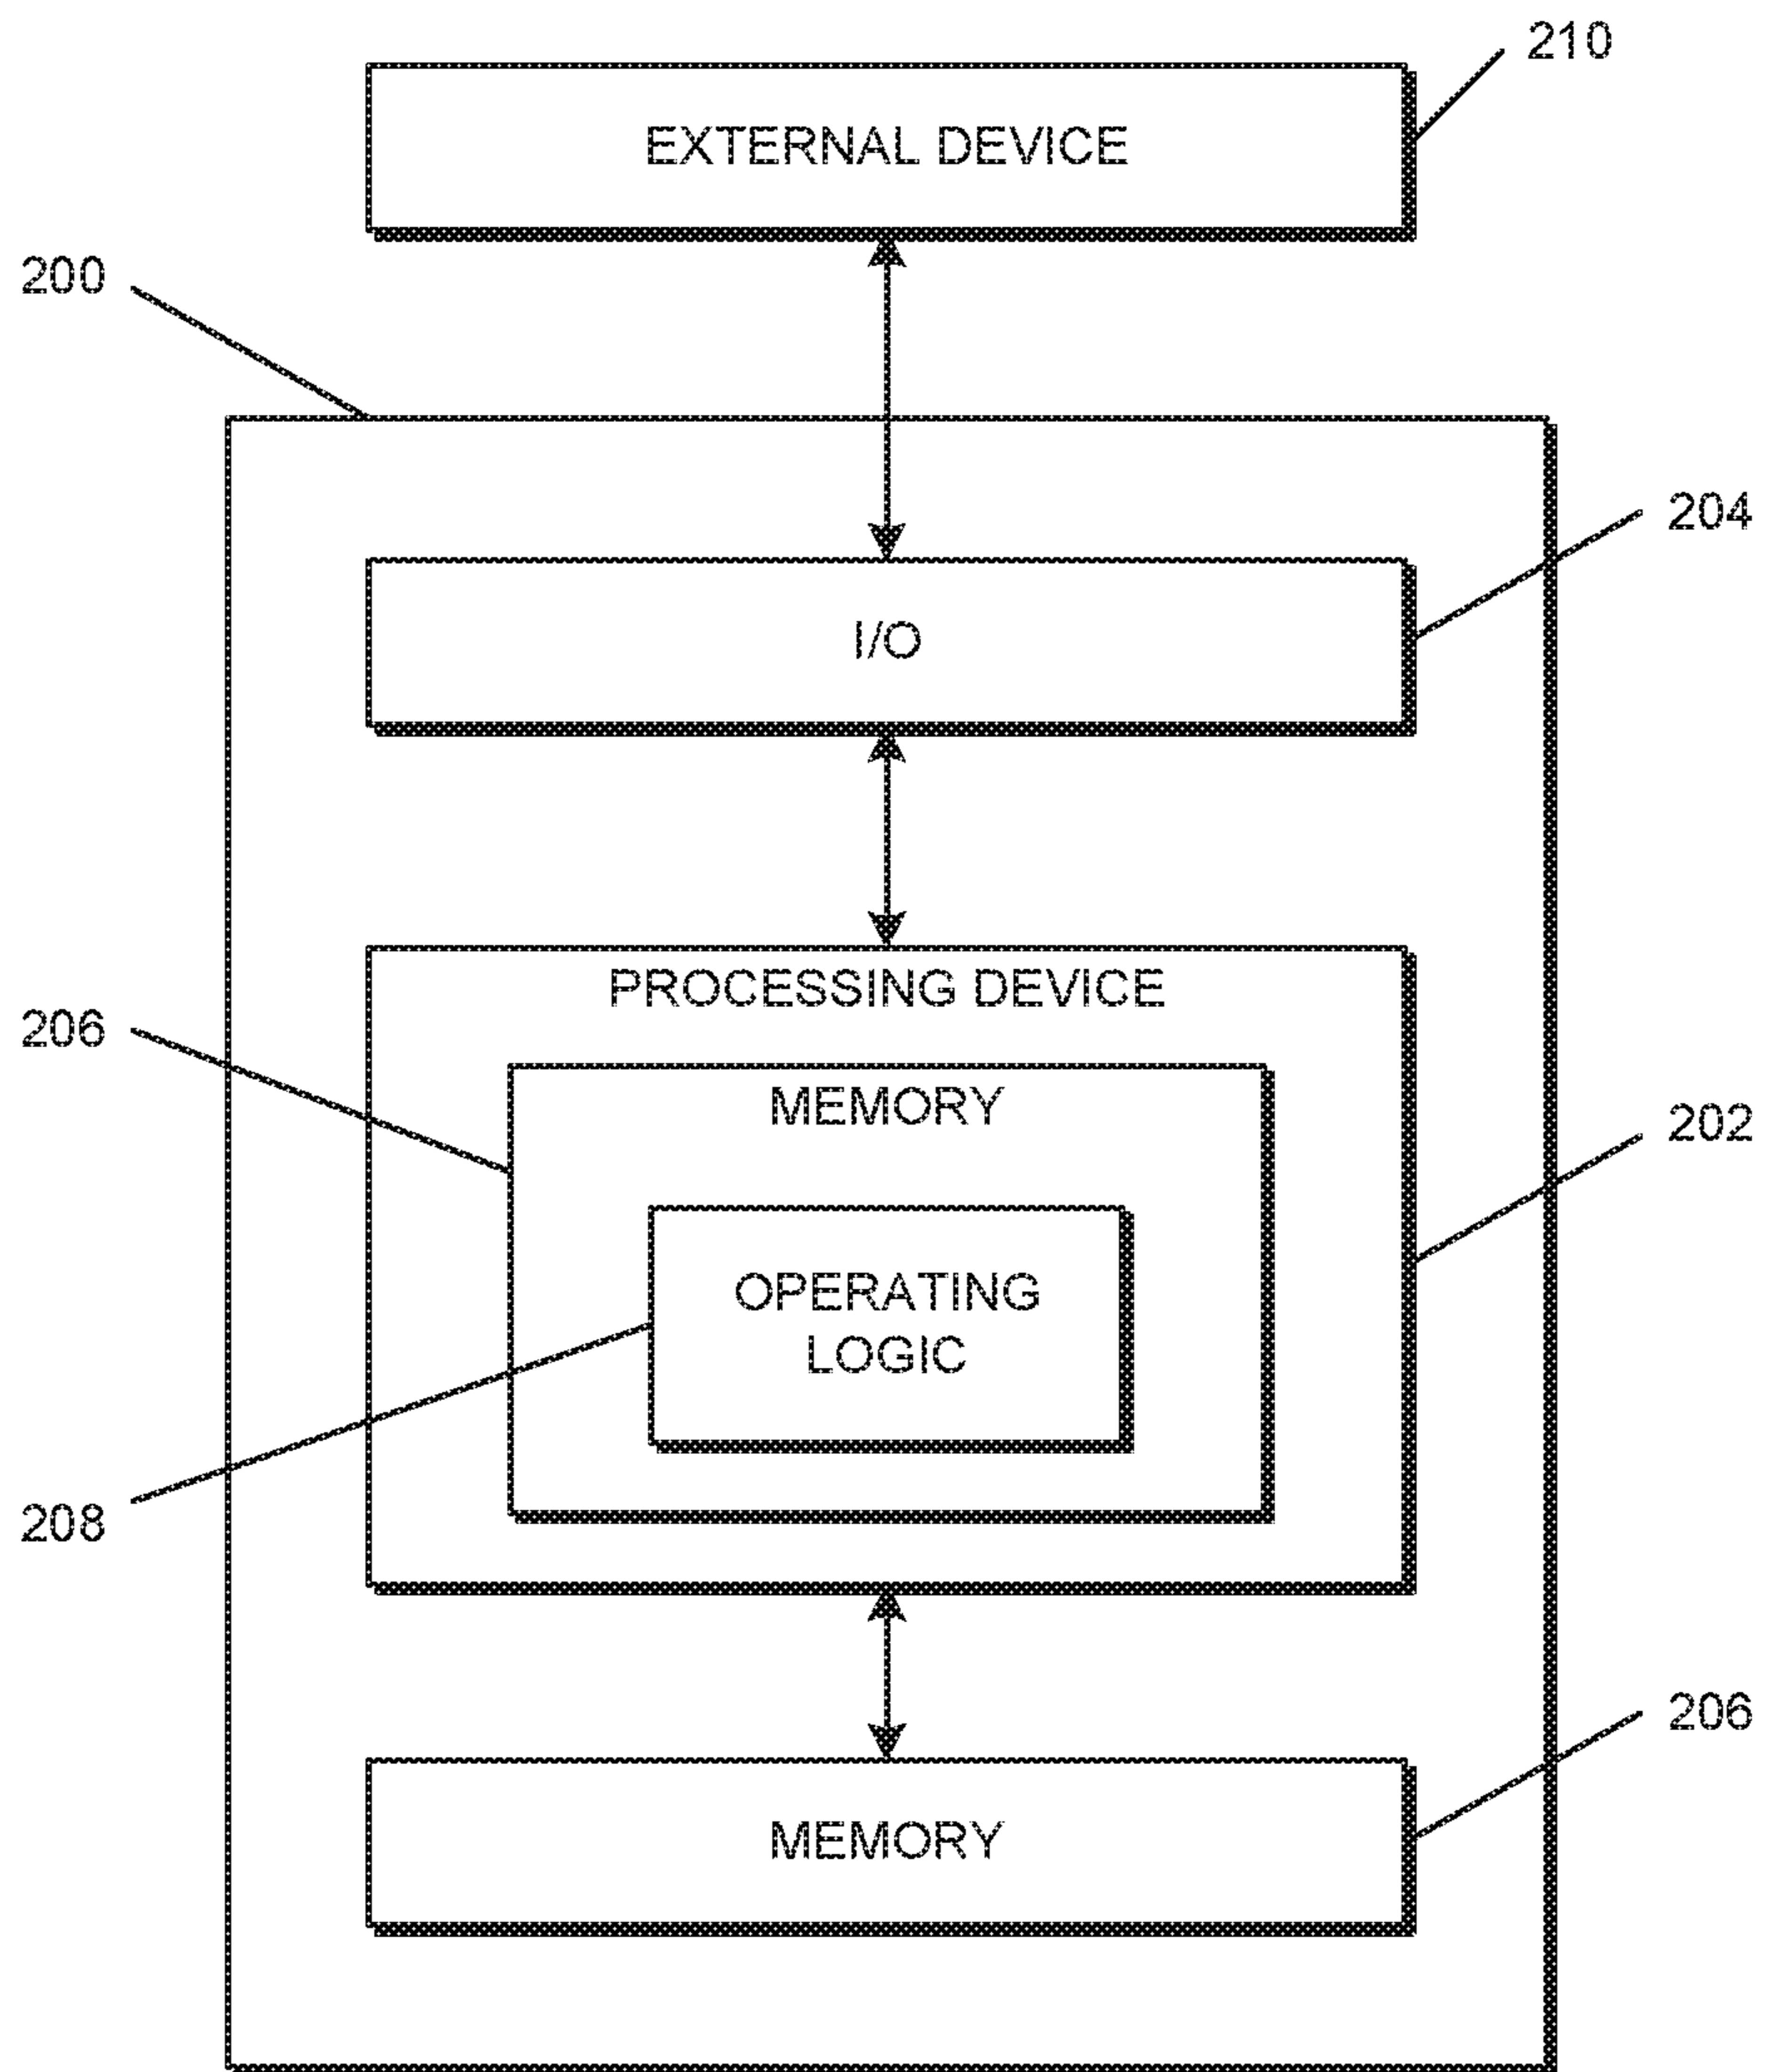 210
EXTERNAL DEVICE
200
204
I/O
PROCESSING DEVICE
206
MEMORY
202
OPERATING
LOGIC
208
206
MEMORY